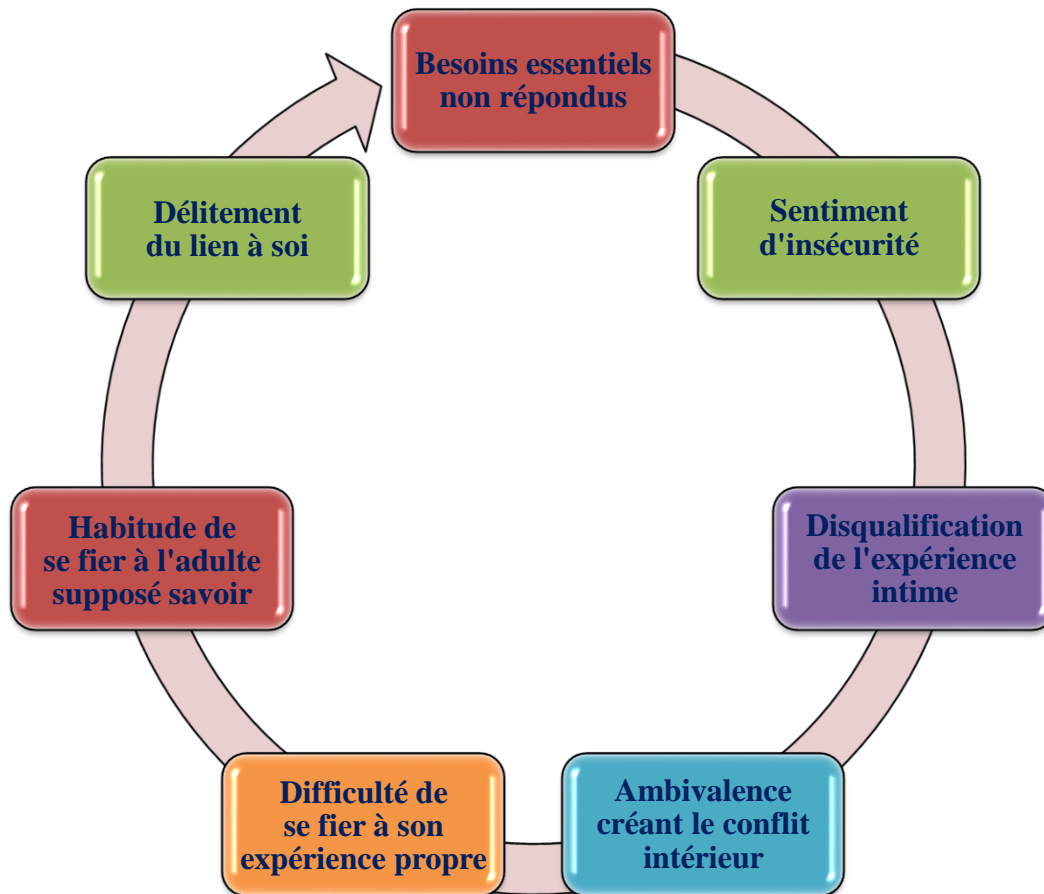 Besoins essentiels
non répondus
Sentiment
d'insécurité
Disqualification
de l'expérience
intime
Ambivalence
créant le conflit
intérieur
Difficulté de
se fier à son
expérience propre
Habitude de
se fier à l'adulte
supposé savoir
Délitement
du lien à soi